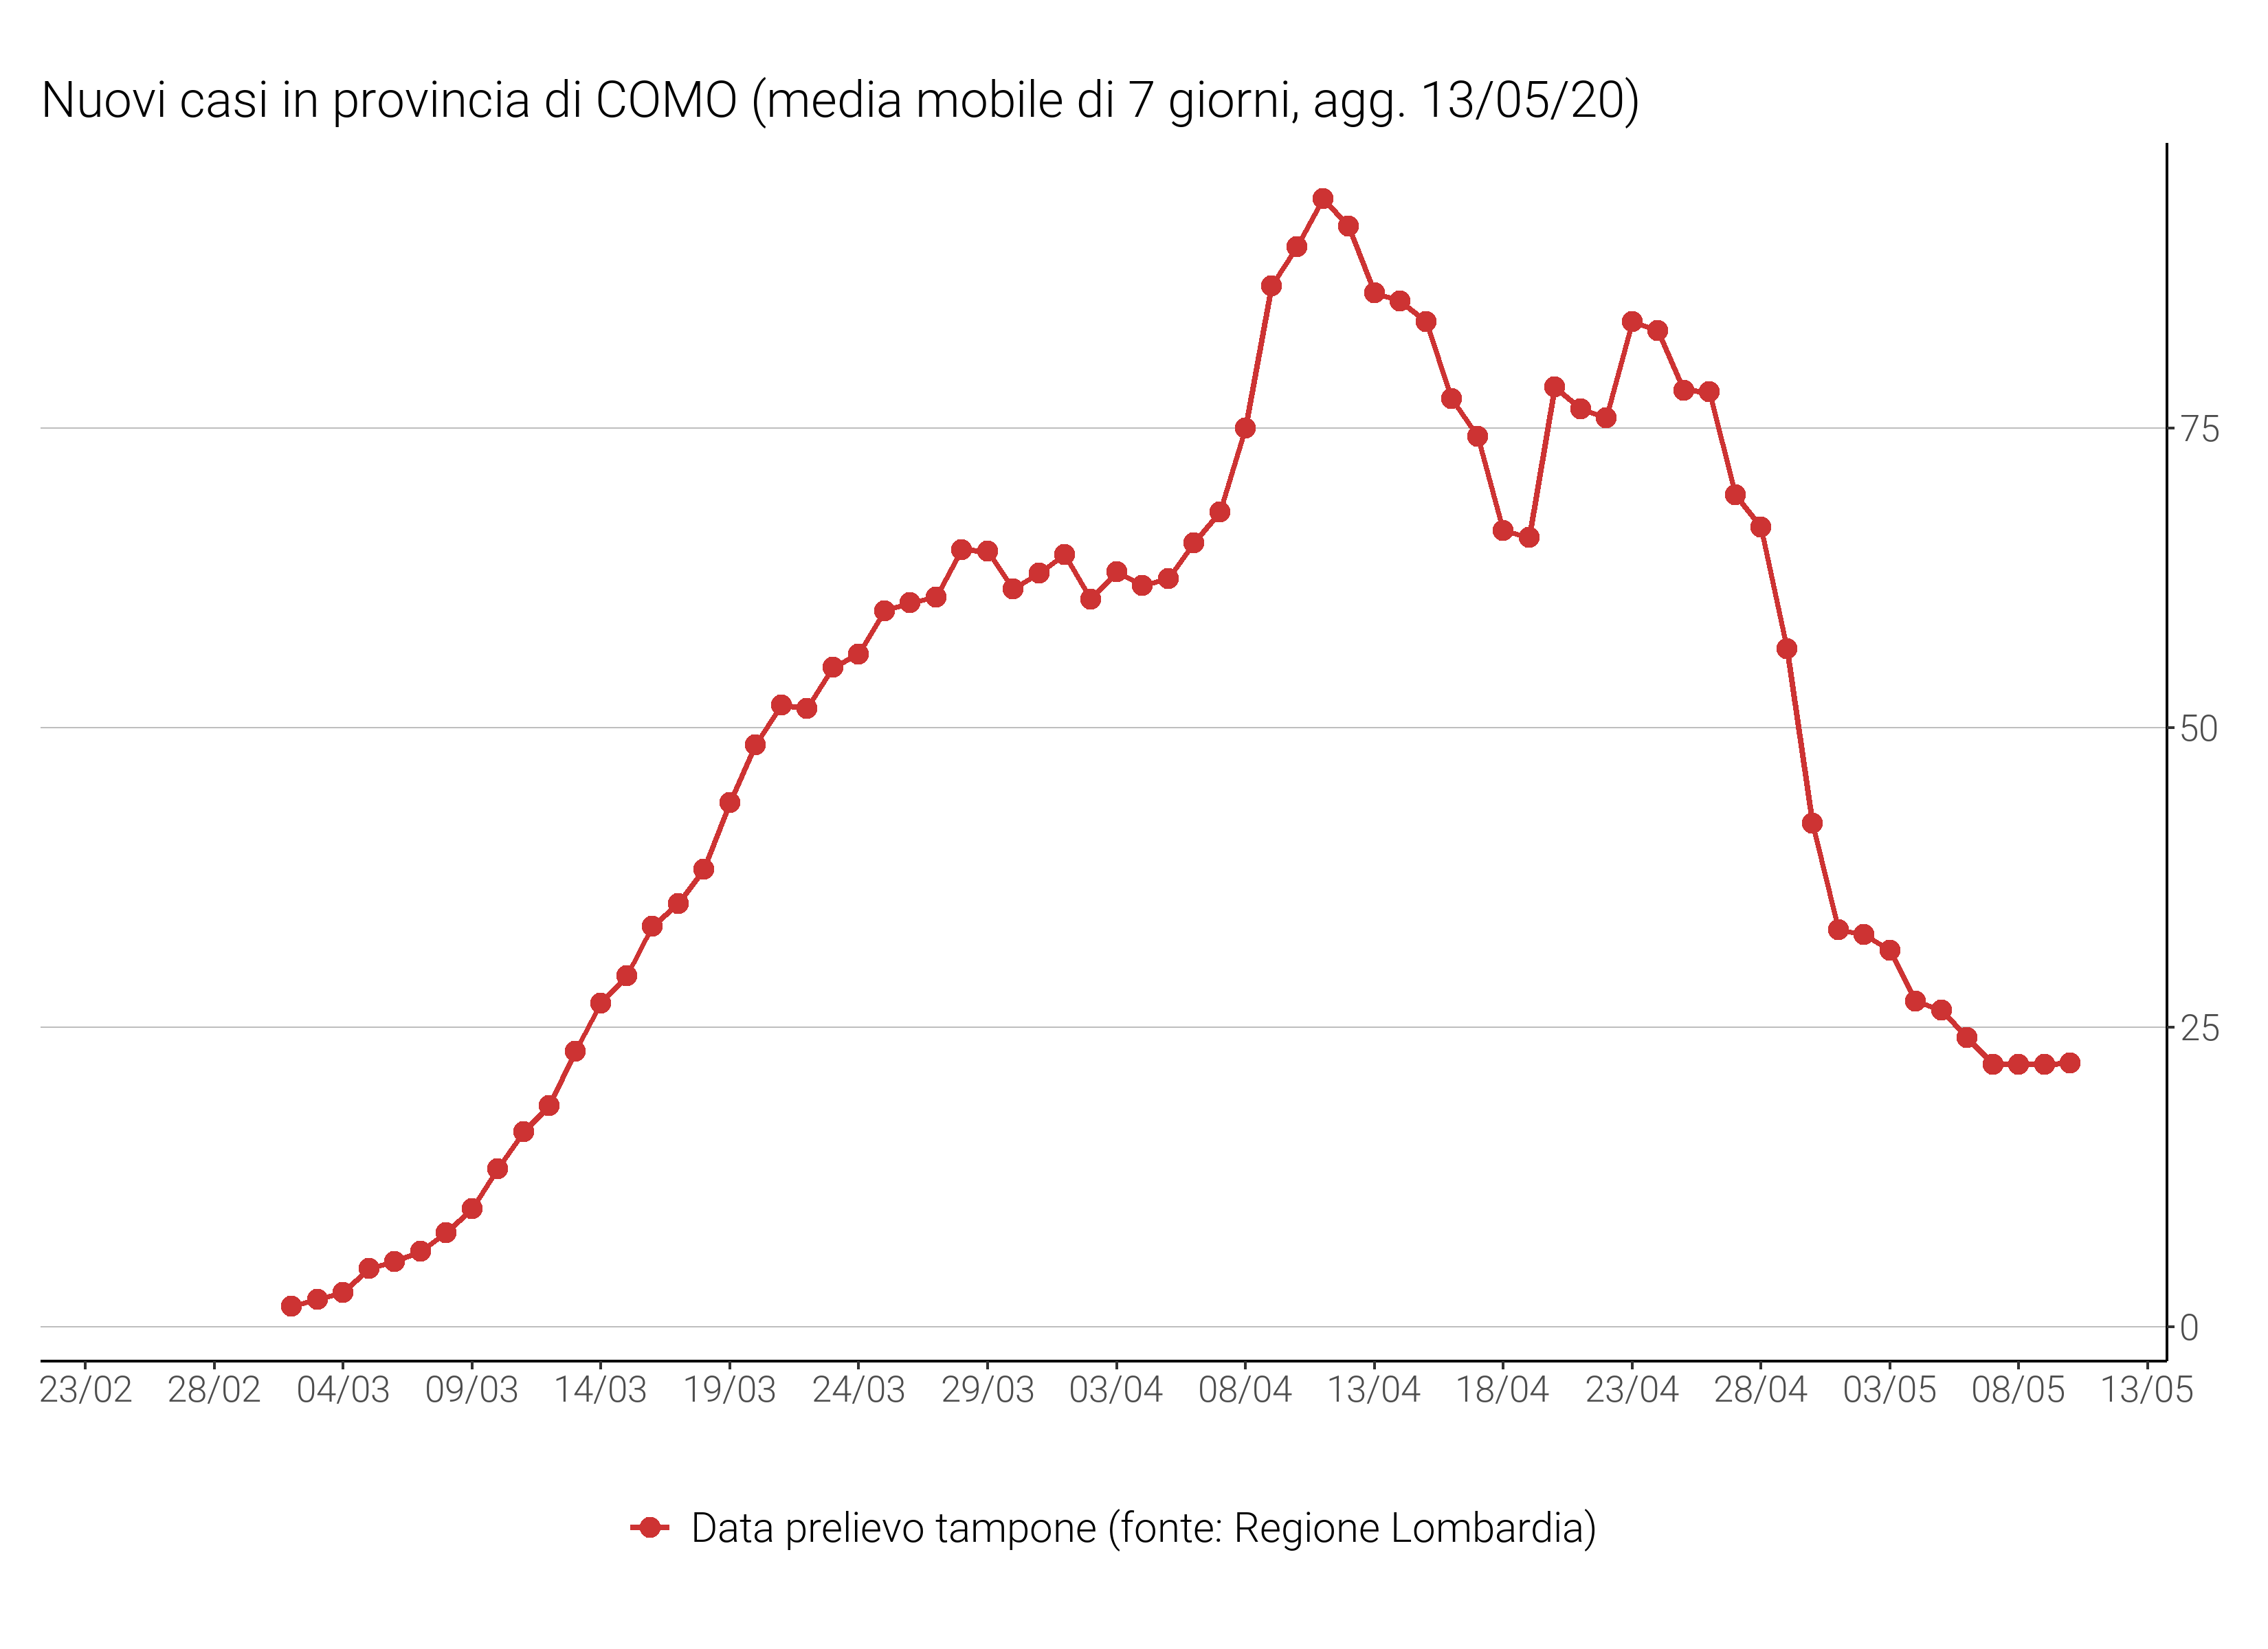 Nuovi casi in provincia di COMO (media mobile di 7 giorni, agg. 13/05/20)
75
50
25
0
23/02 28/02 04/03 09/03 14/03 19/03 24/03 29/03 03/04 08/04 13/04 18/04 23/04 28/04 03/05 08/05 13/05
Data prelievo tampone (fonte: Regione Lombardia)